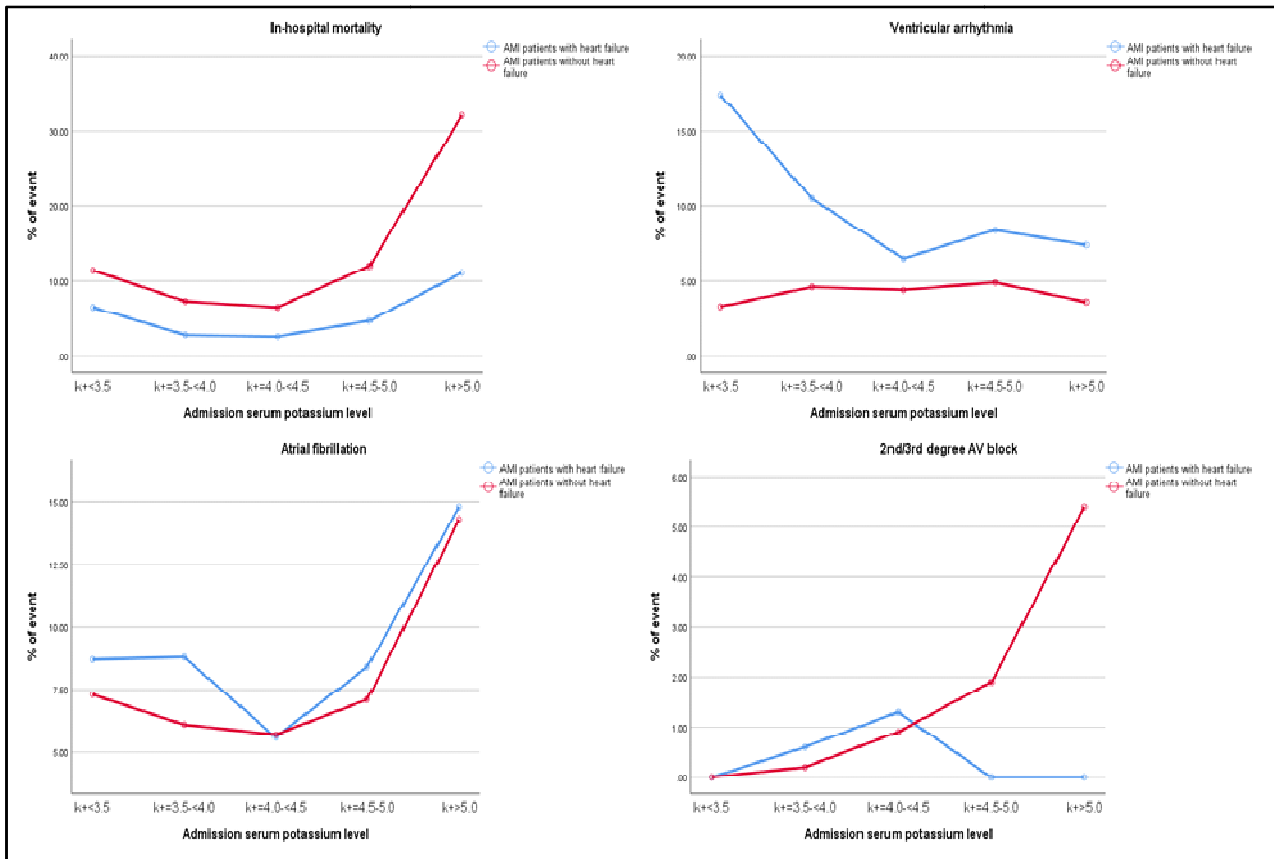 In-hospital mortality
AMI patients with heart failure
AMI patients without heart
failure
40.00
30.00
20.00
10.00
.00
% of event
k+<3.5
k+=3.5-<4.0
k+=4.0-<4.5
k+=4.5-5.0
k+>5.0
Admission serum potassium level
Ventricular arrhythmia
AMI patients with heart failure
AMI patients without heart
failure
20.00
15.00
10.00
5.00
.00
% of event
k+<3.5
k+=3.5-<4.0
k+=4.0-<4.5
k+=4.5-5.0
k+>5.0
Admission serum potassium level
Atrial fibrillation
AMI patients with heart failure
AMI patients without heart
failure
15.00
12.50
10.00
7.50
5.00
% of event
k+<3.5
k+=3.5-<4.0
k+=4.0-<4.5
k+=4.5-5.0
k+>5.0
Admission serum potassium level
2nd/3rd degree AV block
AMI patients with heart failure
AMI patients without heart
failure
6.00
5.00
4.00
3.00
2.00
1.00
.00
% of event
k+<3.5
k+=3.5-<4.0
k+=4.0-<4.5
k+=4.5-5.0
k+>5.0
Admission serum potassium level